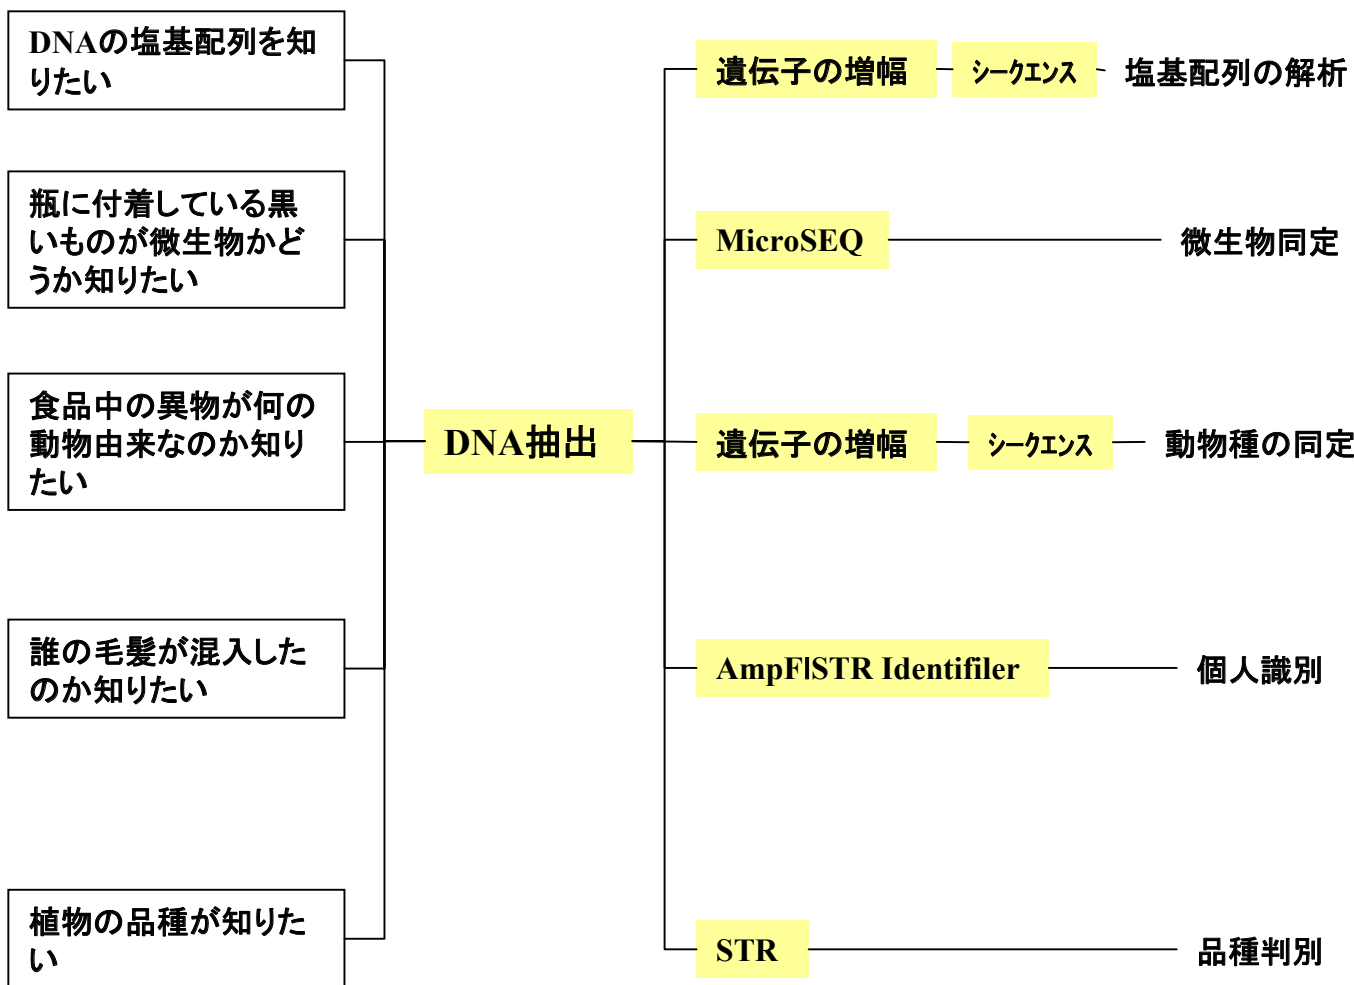 DNAの塩基配列を知
りたい
遺伝子の増幅
シークエンス
塩基配列の解析
瓶に付着している黒
いものが微生物かど
うか知りたい
MicroSEQ
微生物同定
食品中の異物が何の
動物由来なのか知り
たい
DNA抽出
遺伝子の増幅
シークエンス
動物種の同定
誰の毛髪が混入した
のか知りたい
AmpFlSTR Identifiler
個人識別
植物の品種が知りた
い
STR
品種判別